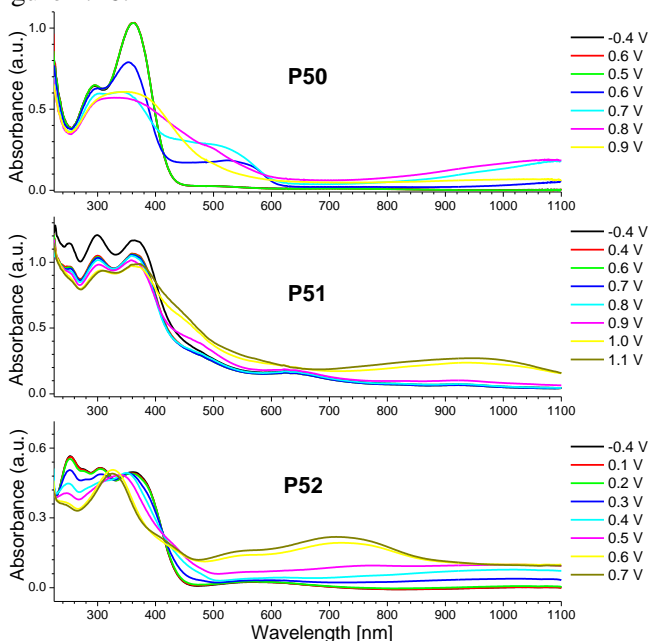 1.0
0.5
0.0
Absorbance (a.u.)
P50
-0.4 V
0.6 V
0.5 V
0.6 V
0.7 V
0.8 V
0.9 V
300 400 500 600 700 800 900 1000 1100
1.0
0.5
0.0
Absorbance (a.u.)
P51
-0.4 V
0.4 V
0.6 V
0.7 V
0.8 V
0.9 V
1.0 V
1.1 V
300 400 500 600 700 800 900 1000 1100
0.6
0.3
0.0
Absorbance (a.u.)
P52
-0.4 V
0.1 V
0.2 V
0.3 V
0.4 V
0.5 V
0.6 V
0.7 V
300 400 500 600 700 800 900 1000 1100
Wavelength [nm]